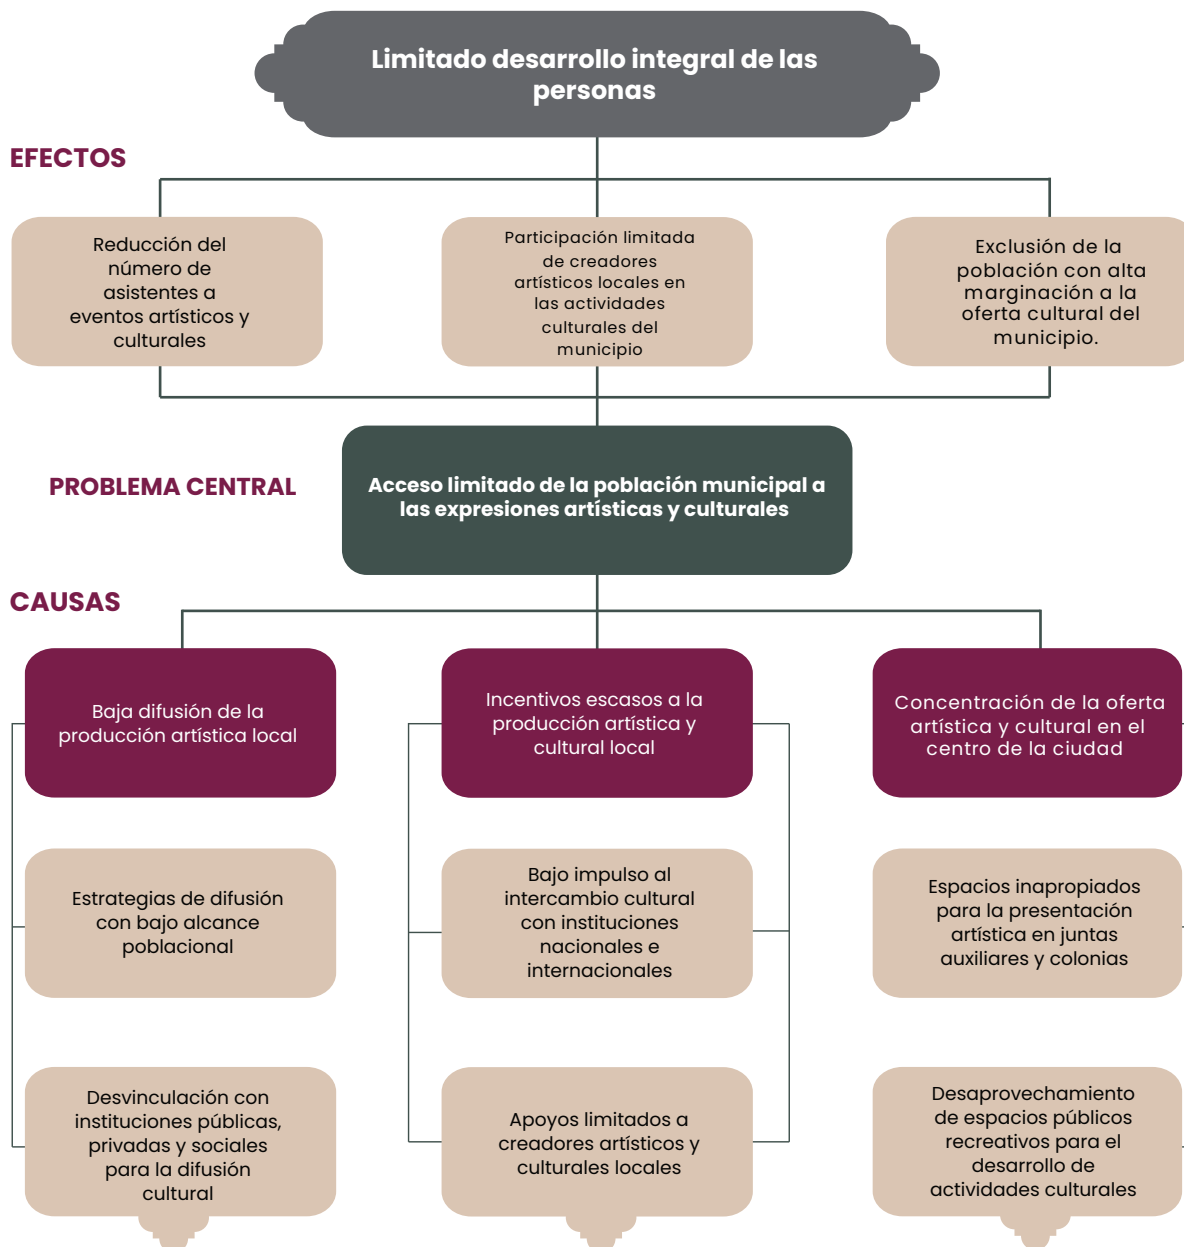 Limitado desarrollo integral de las
personas
EFECTOS
Reducción del
número de
asistentes a
eventos artísticos y
culturales
Participación limitada
de creadores
artísticos locales en
las actividades
culturales del
municipio
Exclusión de la
población con alta
marginación a la
oferta cultural del
municipio.
PROBLEMA CENTRAL
Acceso limitado de la población municipal a
las expresiones artísticas y culturales
CAUSAS
Baja difusión de la
producción artística local
Incentivos escasos a la
producción artística y
cultural local
Concentración de la oferta
artística y cultural en el
centro de la ciudad
Estrategias de difusión
con bajo alcance
poblacional
Bajo impulso al
intercambio cultural
con instituciones
nacionales e
internacionales
Espacios inapropiados
para la presentación
artística en juntas
auxiliares y colonias
Desvinculación con
instituciones públicas,
privadas y sociales
para la difusión
cultural
Apoyos limitados a
creadores artísticos y
culturales locales
Desaprovechamiento
de espacios públicos
recreativos para el
desarrollo de
actividades culturales